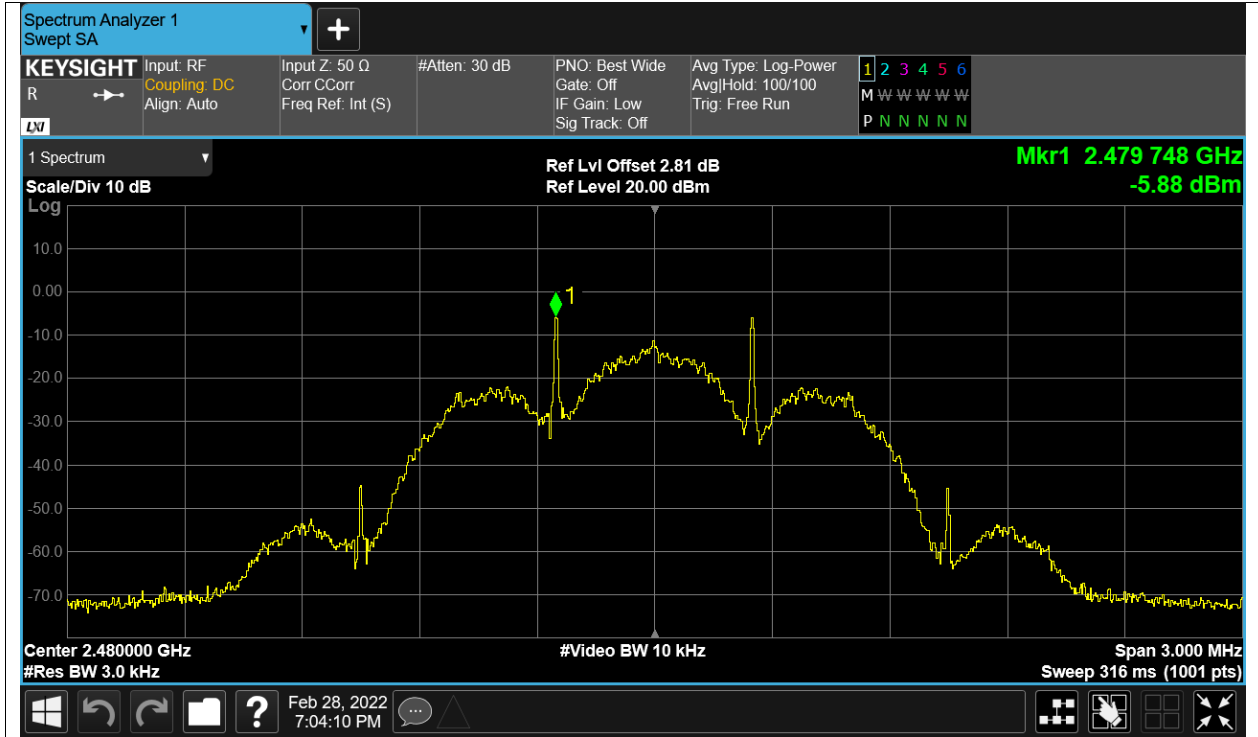 Spectrum Analyzer 1
Swept SA
KEYSIGHT
R
LXI
Input: RF
Coupling: DC
Align: Auto
Input Z: 50 Ω
Corr CCorr
Freq Ref: Int (S)
#Atten: 30 dB
PNO: Best Wide
Gate: Off
IF Gain: Low
Sig Track: Off
Avg Type: Log-Power
Avg|Hold: 100/100
Trig: Free Run
1 2 3 4 5 6
M W W W W W
P N N N N N N
1 Spectrum
Scale/Div 10 dB
Ref Lvl Offset 2.81 dB
Ref Level 20.00 dBm
Mkr1 2.479 748 GHz
-5.88 dBm
Log
10.0
0.00
1
-10.0
-20.0
-30.0
-40.0
-50.0
-60.0
-70.0
Center 2.480000 GHz
#Video BW 10 kHz
Span 3.000 MHz
#Res BW 3.0 kHz
Sweep 316 ms (1001 pts)
?
Feb 28, 2022
7:04:10 PM